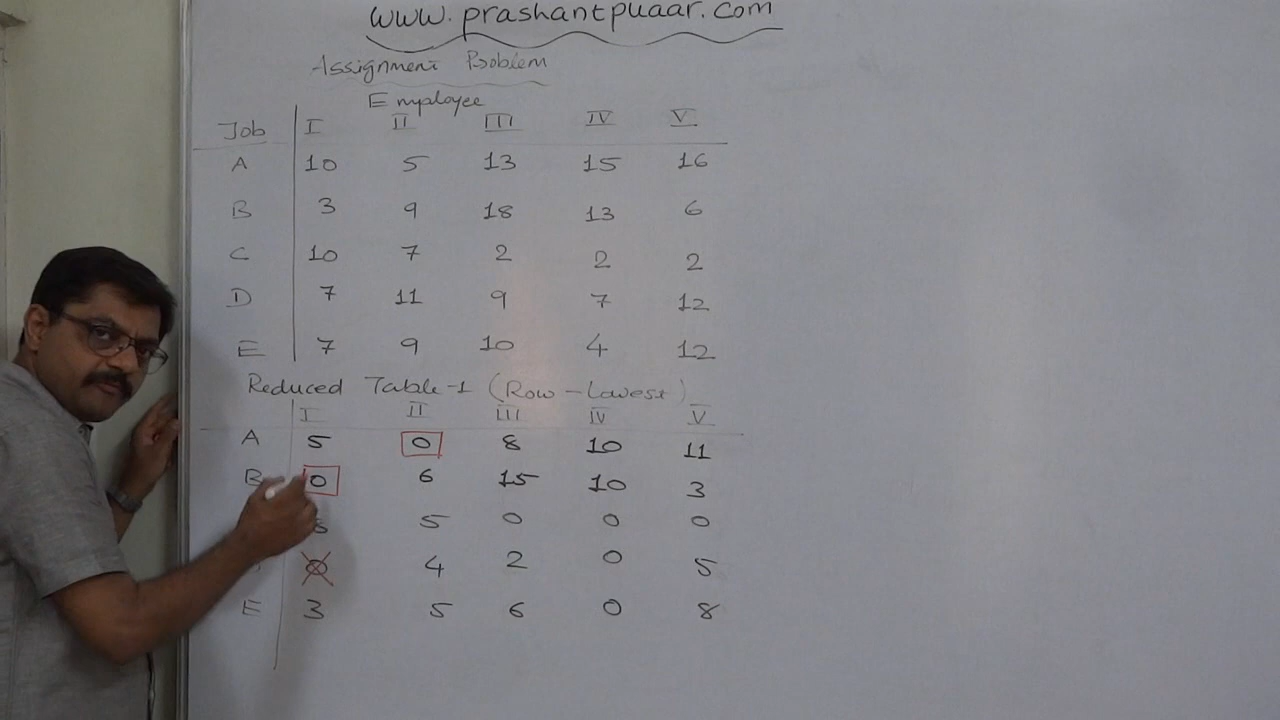 www.prashantpuaar.com
Assignment Problem
Employee
Job I II III IV V
A 10 5 13 15 16
B 3 9 18 13 6
C 10 7 2 2 2
D 7 11 9 7 12
E 7 9 10 4 12
Reduced Table-1 (Row-Lowest)
I II III IV V
A 5 0 8 10 11
B 0 6 15 10 3
5 0 0 0
0 4 2 0 5
E 3 5 6 0 8